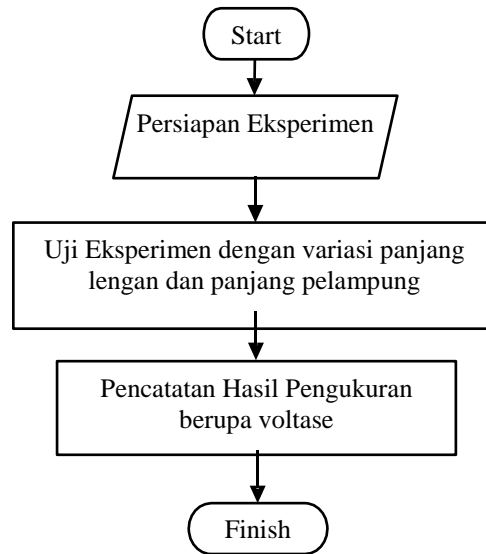 Start
Persiapan Eksperimen
Uji Eksperimen dengan variasi panjang
lengan dan panjang pelampung
Pencatatan Hasil Pengukuran
berupa voltase
Finish